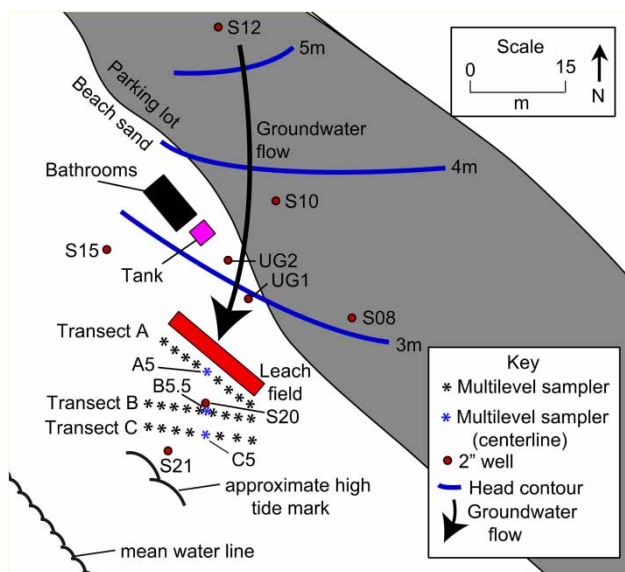 S12
5m
Scale
0
15
m
N
Parking lot
Beach sand
Groundwater
flow
4m
Bathrooms
S10
S15
Tank
UG2
UG1
S08
3m
Transect A
A5
Leach
field
B5.5
Transect B
S20
Transect C
S21
C5
approximate high
tide mark
mean water line
Key
* Multilevel sampler
* Multilevel sampler
(centerline)
2" well
Head contour
Groundwater
flow